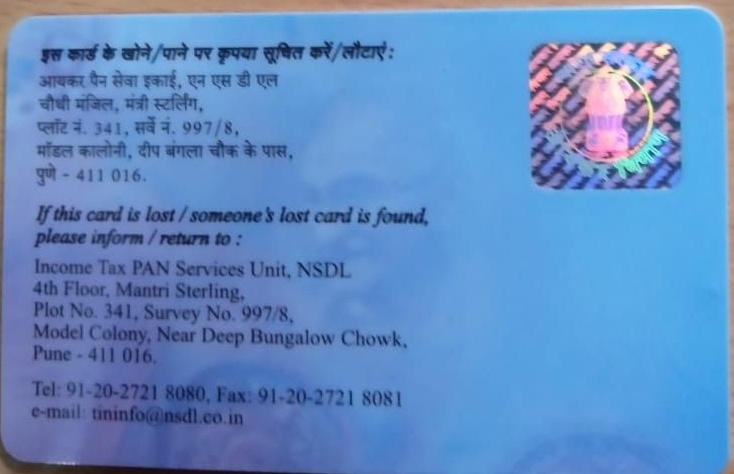 इस कार्ड के खोने/पाने पर कृपया सूचित करें/लौटाएं :
आयकर पैन सेवा इकाई, एन एस डी एल
चौथी मंजिल, मंत्री स्टर्लिंग,
प्लॉट नं. 341, सर्वे नं. 997/8,
मॉडल कालोनी, दीप बंगला चौक के पास,
पुणे - 411 016.
If this card is lost / someone's lost card is found,
please inform / return to :
Income Tax PAN Services Unit, NSDL
4th Floor, Mantri Sterling,
Plot No. 341, Survey No. 997/8,
Model Colony, Near Deep Bungalow Chowk,
Pune - 411 016.
Tel: 91-20-2721 8080, Fax: 91-20-2721 8081
e-mail: tininfo@nsdl.co.in